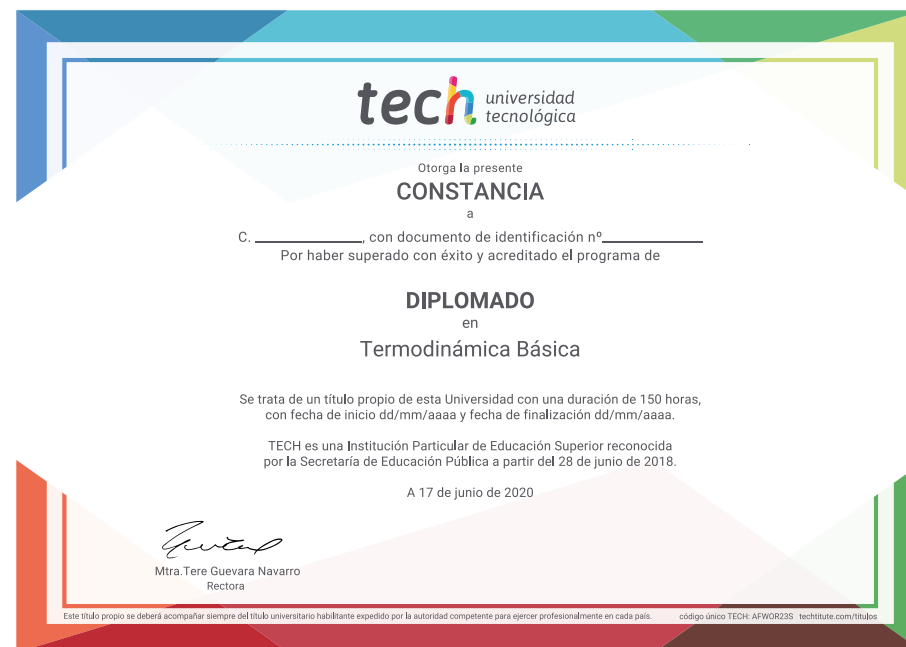 tech universidad
tecnológica
Otorga la presente
CONSTANCIA
a
C. ____________, con documento de identificación nº____________
Por haber superado con éxito y acreditado el programa de
DIPLOMADO
en
Termodinámica Básica
Se trata de un título propio de esta Universidad con una duración de 150 horas,
con fecha de inicio dd/mm/aaaa y fecha de finalización dd/mm/aaaa.
TECH es una Institución Particular de Educación Superior reconocida
por la Secretaría de Educación Pública a partir del 28 de junio de 2018.
A 17 de junio de 2020
Mtra.Tere Guevara Navarro
Rectora
Este título propio se deberá acompañar siempre del título universitario habilitante expedido por la autoridad competente para ejercer profesionalmente en cada país. código único TECH: AFWOR23S techtitute.com/titulos